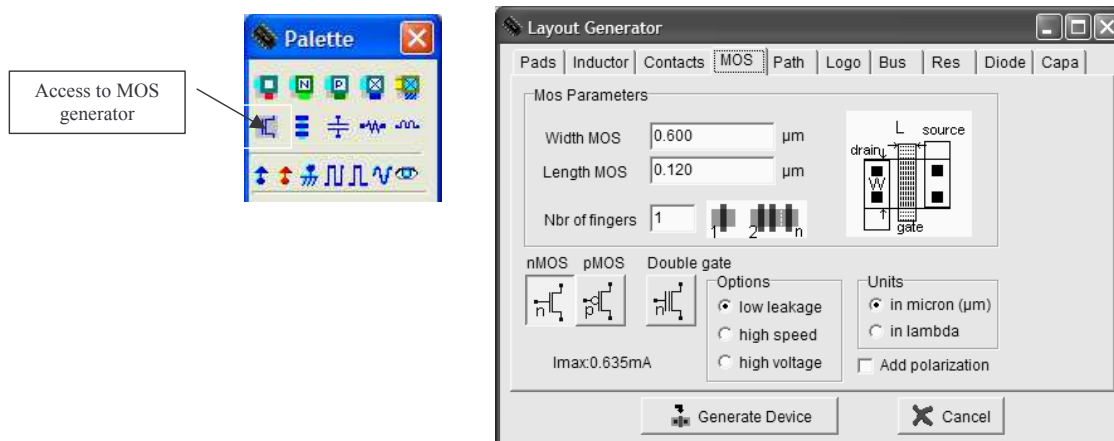 Access to MOS
generator
Palette
N P
Layout Generator
Pads Inductor Contacts MOS Path Logo Bus Res Diode Capa
Mos Parameters
Width MOS 0.600 µm
Length MOS 0.120 µm
Nbr of fingers 1
1 2 n
L source
drain
W
gate
nMOS pMOS Double gate
n p n
Options
low leakage
high speed
high voltage
Units
in micron (µm)
in lambda
Imax:0.635mA
Add polarization
Generate Device
Cancel